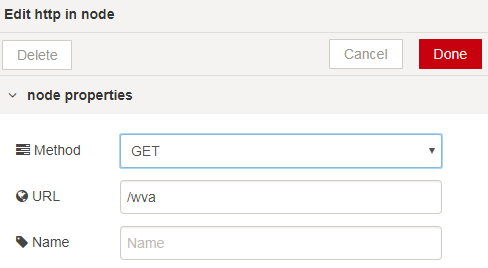 Edit http in node
Delete Cancel Done
node properties
Method GET
URL /wva
Name Name